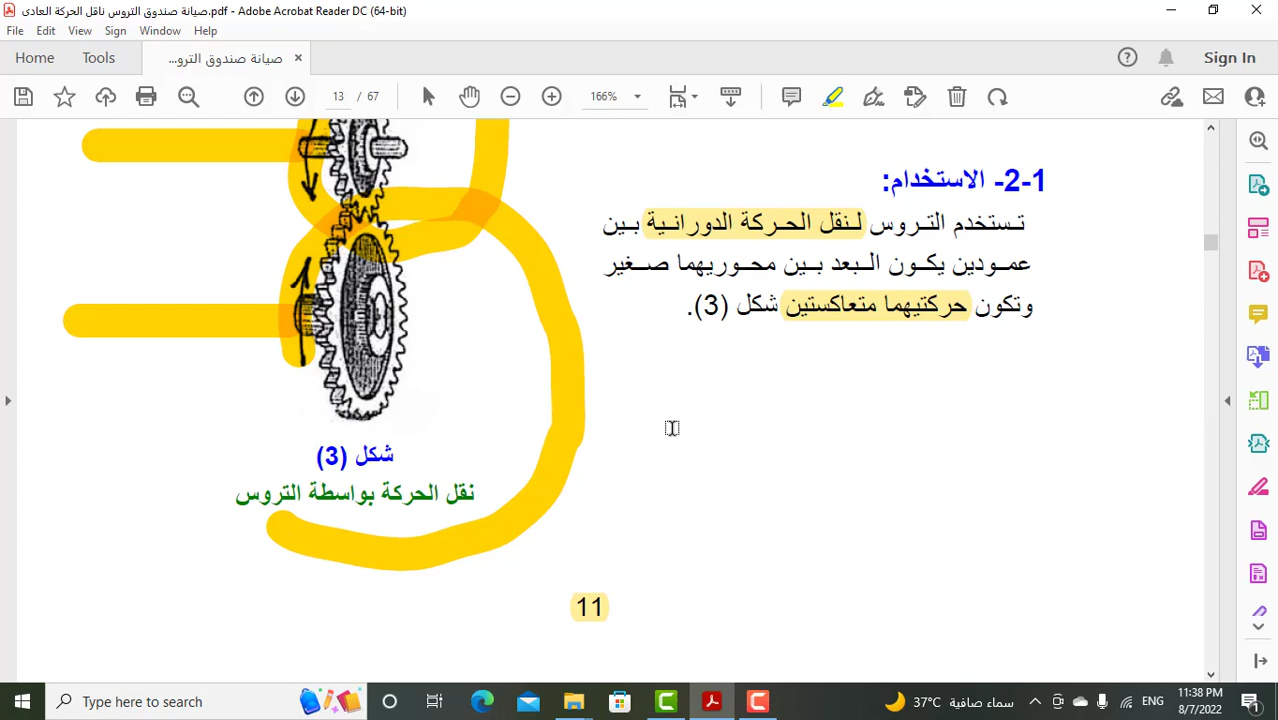 صيانة صندوق التروس ناقل الحركة العادى.pdf - Adobe Acrobat Reader DC (64-bit)
File Edit View Sign Window Help
Home Tools صيانة صندوق الترو... × Sign In
13 / 67 166%
1-2- الاستخدام:
تستخدم التروس لنقل الحركة الدورانية بين
عمودين يكون البعد بين محوريهما صغير
وتكون حركتيهما متعاكستين شكل (3).
شكل (3)
نقل الحركة بواسطة التروس
11
Type here to search 37°C سماء صافية ENG 11:38 PM
8/7/2022